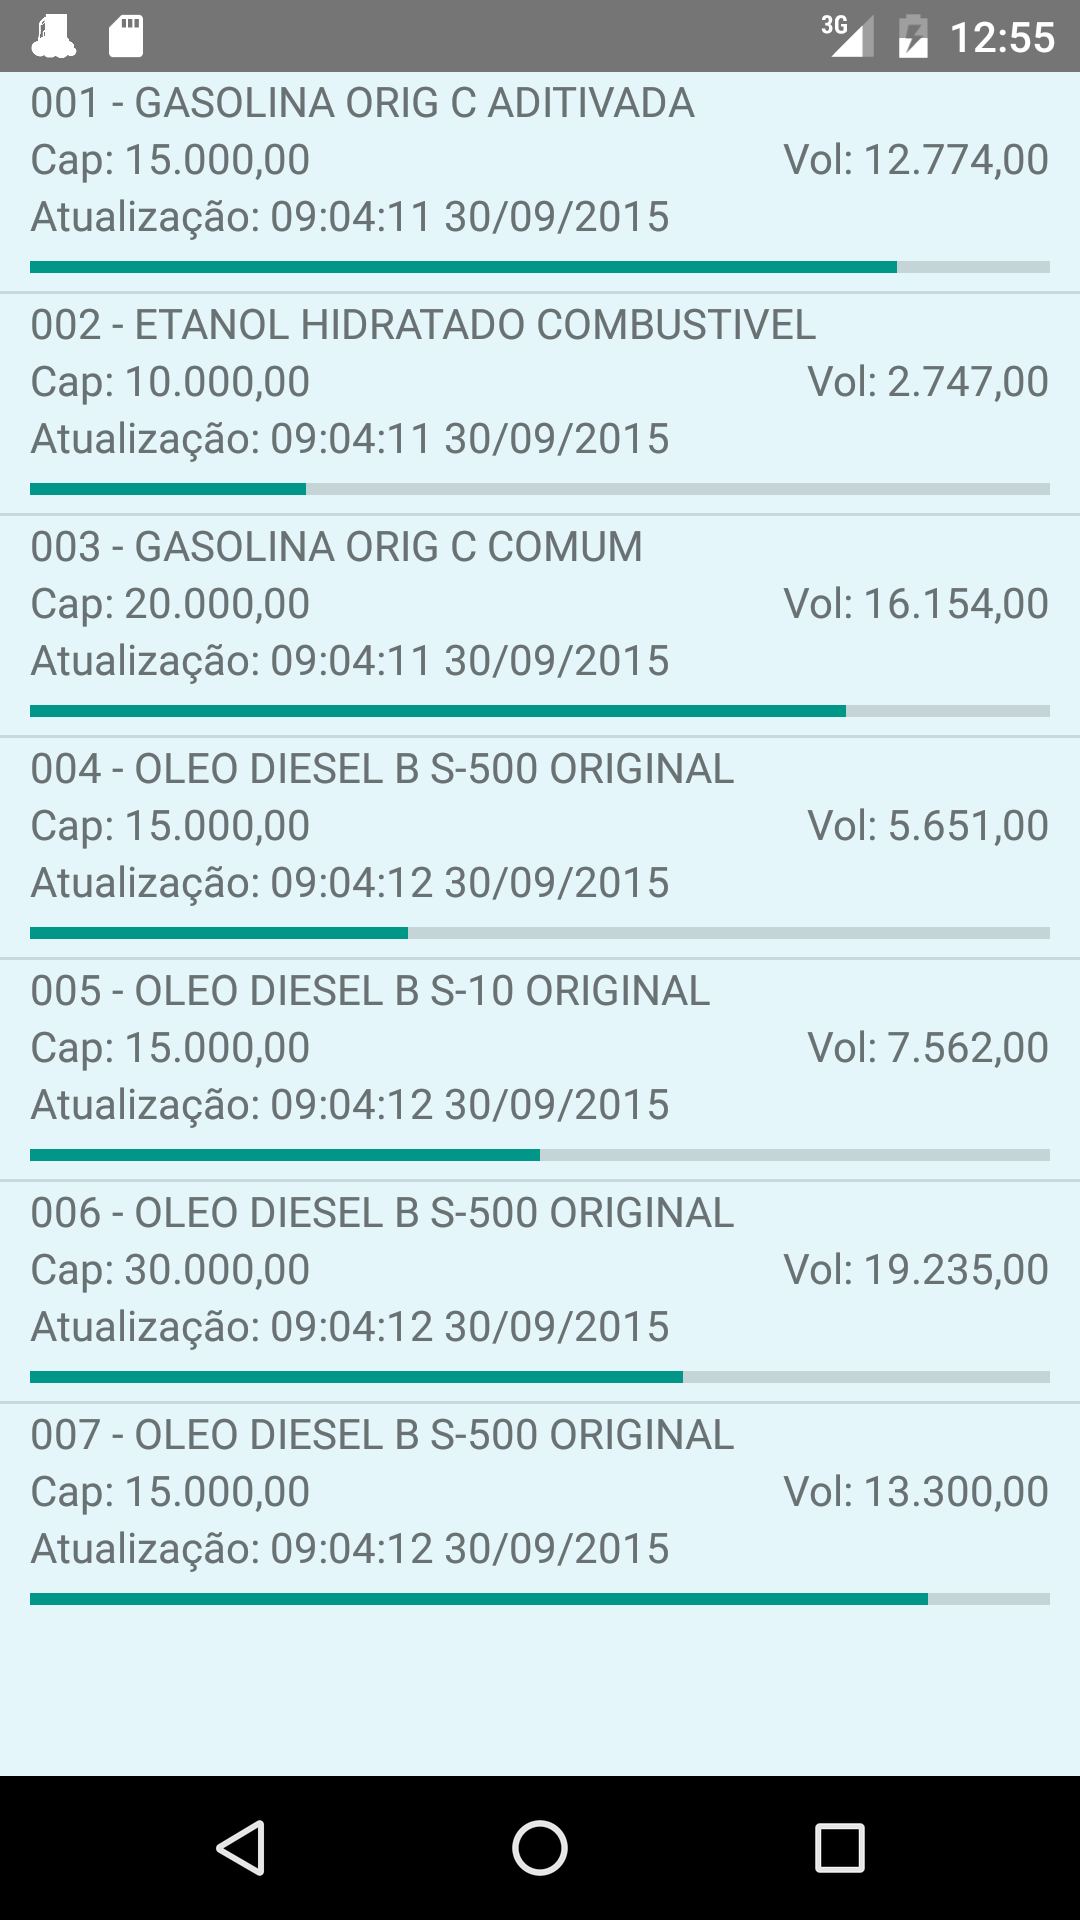 3G 12:55
001 - GASOLINA ORIG C ADITIVADA
Cap: 15.000,00 Vol: 12.774,00
Atualização: 09:04:11 30/09/2015
002 - ETANOL HIDRATADO COMBUSTIVEL
Cap: 10.000,00 Vol: 2.747,00
Atualização: 09:04:11 30/09/2015
003 - GASOLINA ORIG C COMUM
Cap: 20.000,00 Vol: 16.154,00
Atualização: 09:04:11 30/09/2015
004 - OLEO DIESEL B S-500 ORIGINAL
Cap: 15.000,00 Vol: 5.651,00
Atualização: 09:04:12 30/09/2015
005 - OLEO DIESEL B S-10 ORIGINAL
Cap: 15.000,00 Vol: 7.562,00
Atualização: 09:04:12 30/09/2015
006 - OLEO DIESEL B S-500 ORIGINAL
Cap: 30.000,00 Vol: 19.235,00
Atualização: 09:04:12 30/09/2015
007 - OLEO DIESEL B S-500 ORIGINAL
Cap: 15.000,00 Vol: 13.300,00
Atualização: 09:04:12 30/09/2015